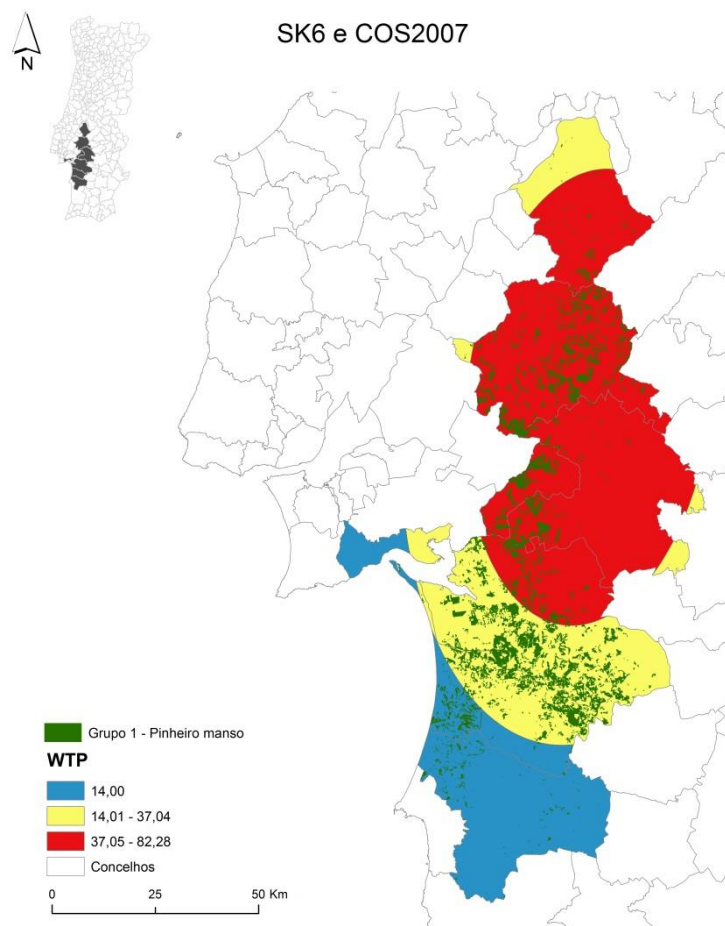 SK6 e COS2007
N
Grupo 1 - Pinheiro manso
WTP
14,00
14,01 - 37,04
37,05 - 82,28
Concelhos
0 25 50 Km